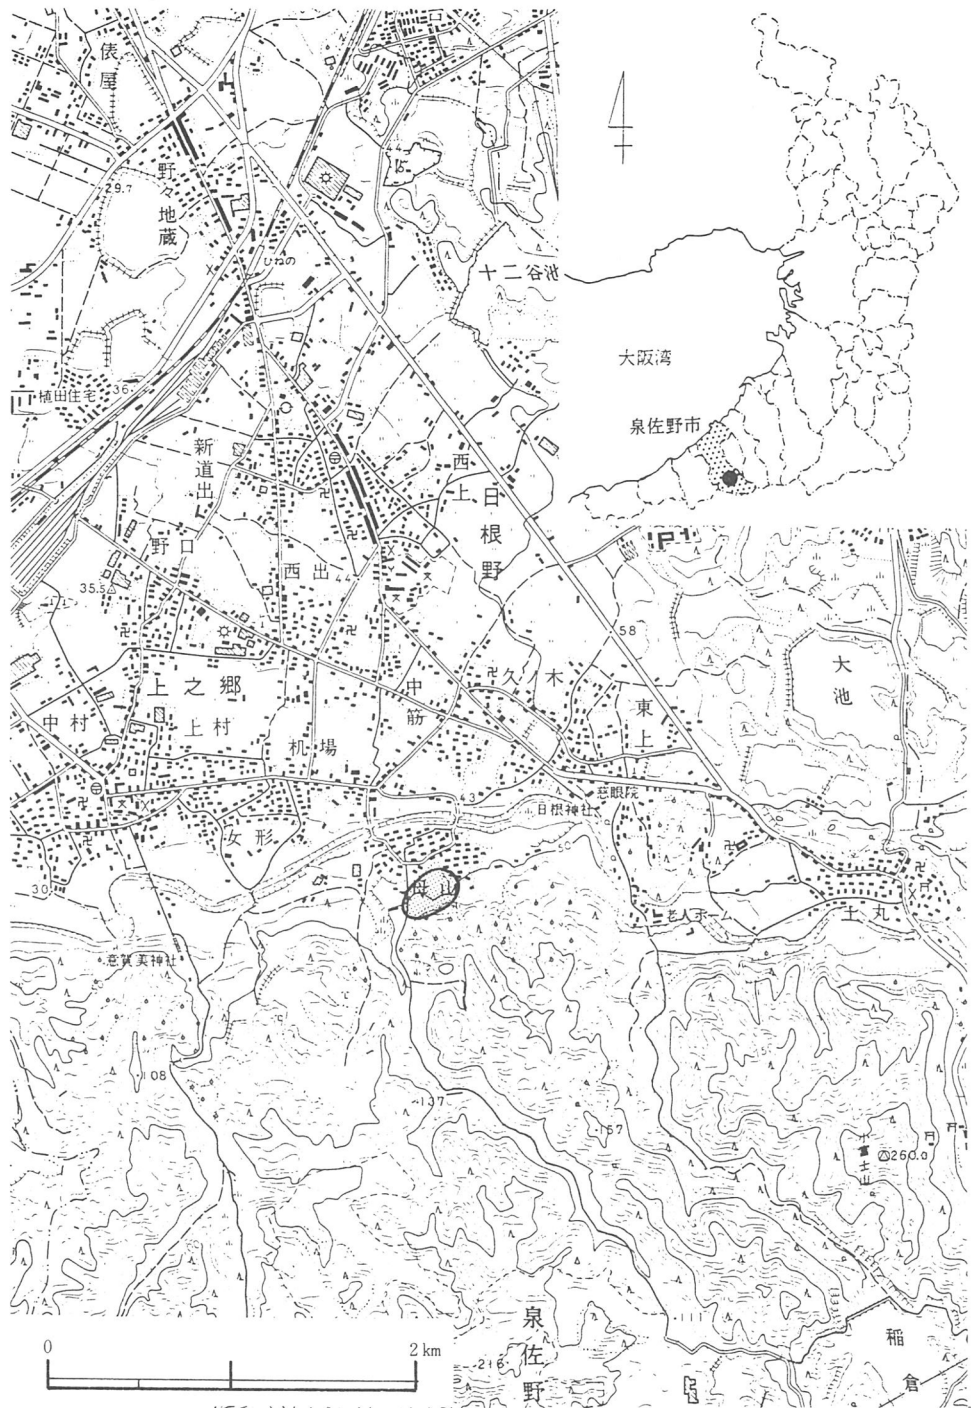 俵屋
野々地蔵
29.7
ひねの
十二谷池
大阪湾
泉佐野市
植田住宅
36
新道出
西上
日根野
野口
西出
44
35.5
58
大池
久ノ木
上之郷
中筋
東上
中村
上村
机場
慈眼院
43
日根神社
50
女形
30
母山
老人ホーム
土丸
意賀美神社
108
137
157
小富士山
260.0
111
泉佐野
216
稲倉
0
2km